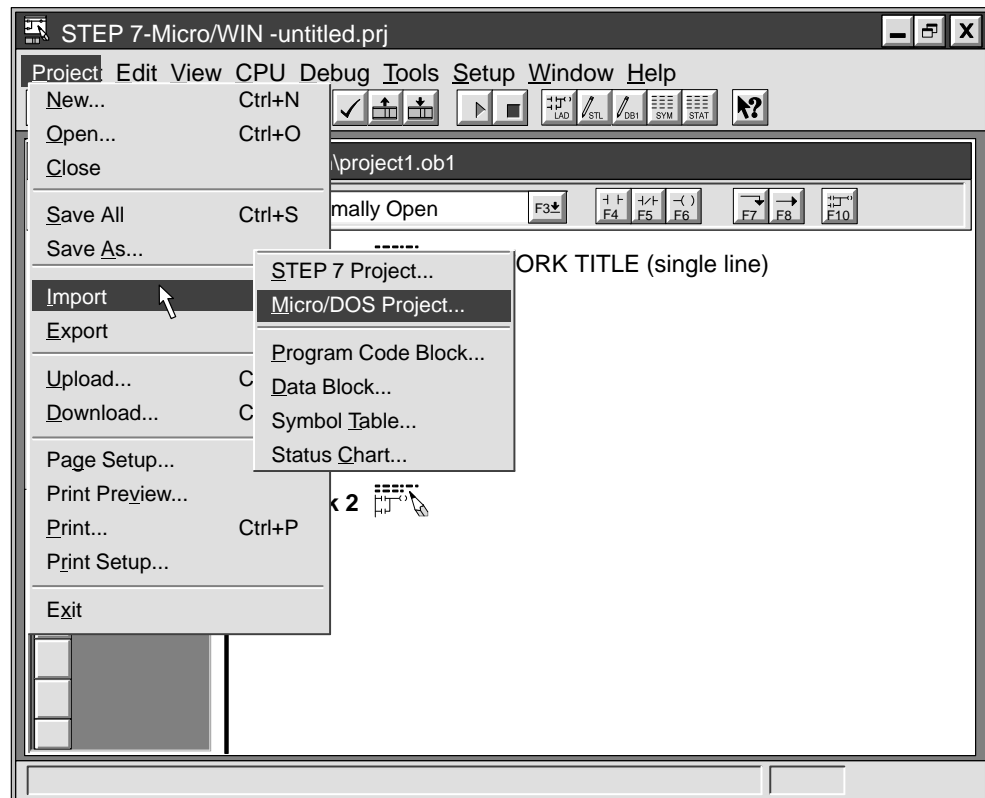 STEP 7-Micro/WIN -untitled.prj
Project Edit View CPU Debug Tools Setup Window Help
LAD STL DB1 SYM STAT
New... Ctrl+N
Open... Ctrl+O
Close
Save All Ctrl+S
Save As...
Import
Export
Upload... C
Download... C
Page Setup...
Print Preview...
Print... Ctrl+P
Print Setup...
Exit
\project1.ob1
mally Open F3 F4 F5 F6 F7 F8 F10
ORK TITLE (single line)
STEP 7 Project...
Micro/DOS Project...
Program Code Block...
Data Block...
Symbol Table...
Status Chart...
k 2